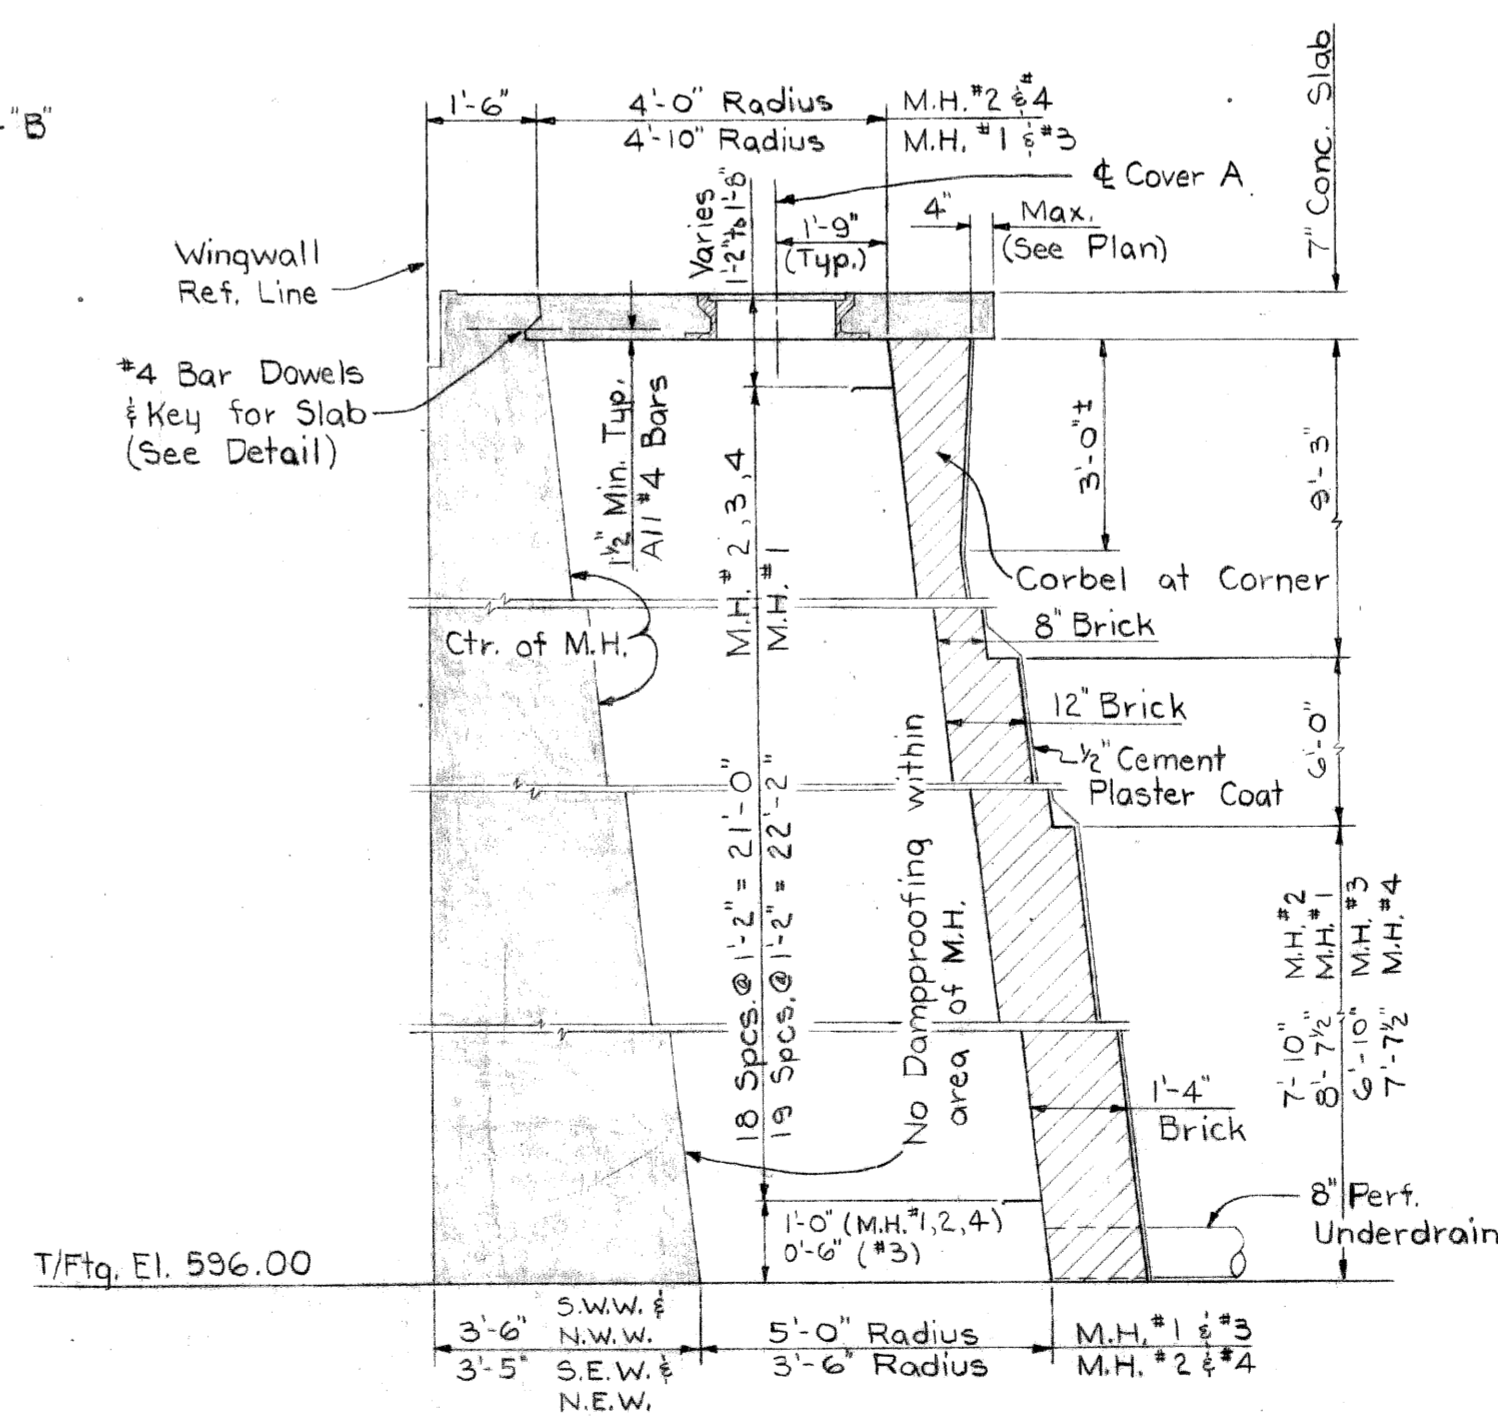 "B"
1'-6"
4'-0" Radius
4'-10" Radius
M.H. #2 & #4
M.H. #1 & #3
℄ Cover A
Varies
1'-2" to 1'-8"
1'-9"
(Typ.)
4"
Max.
(See Plan)
7" Conc. Slab
Wingwall
Ref. Line
#4 Bar Dowels
& Key for Slab
(See Detail)
1½" Min. Typ.
All #4 Bars
M.H. # 2, 3, 4
M.H. # 1
3'-0"±
9'-3"
Corbel at Corner
8" Brick
Ctr. of M.H.
12" Brick
½" Cement
Plaster Coat
6'-0"
18 Spcs. @ 1'-2" = 21'-0"
19 Spcs. @ 1'-2" = 22'-2"
No Dampproofing within
area of M.H.
7'-10" M.H. #2
8'-7½" M.H. #1
6'-10" M.H. #3
7'-7½" M.H. #4
1'-4"
Brick
8" Perf.
Underdrain
1'-0" (M.H. #1, 2, 4)
0'-6" (#3)
T/Ftg. El. 596.00
3'-6" S.W.W. & N.W.W.
3'-5" S.E.W. & N.E.W.
5'-0" Radius
3'-6" Radius
M.H. #1 & #3
M.H. #2 & #4